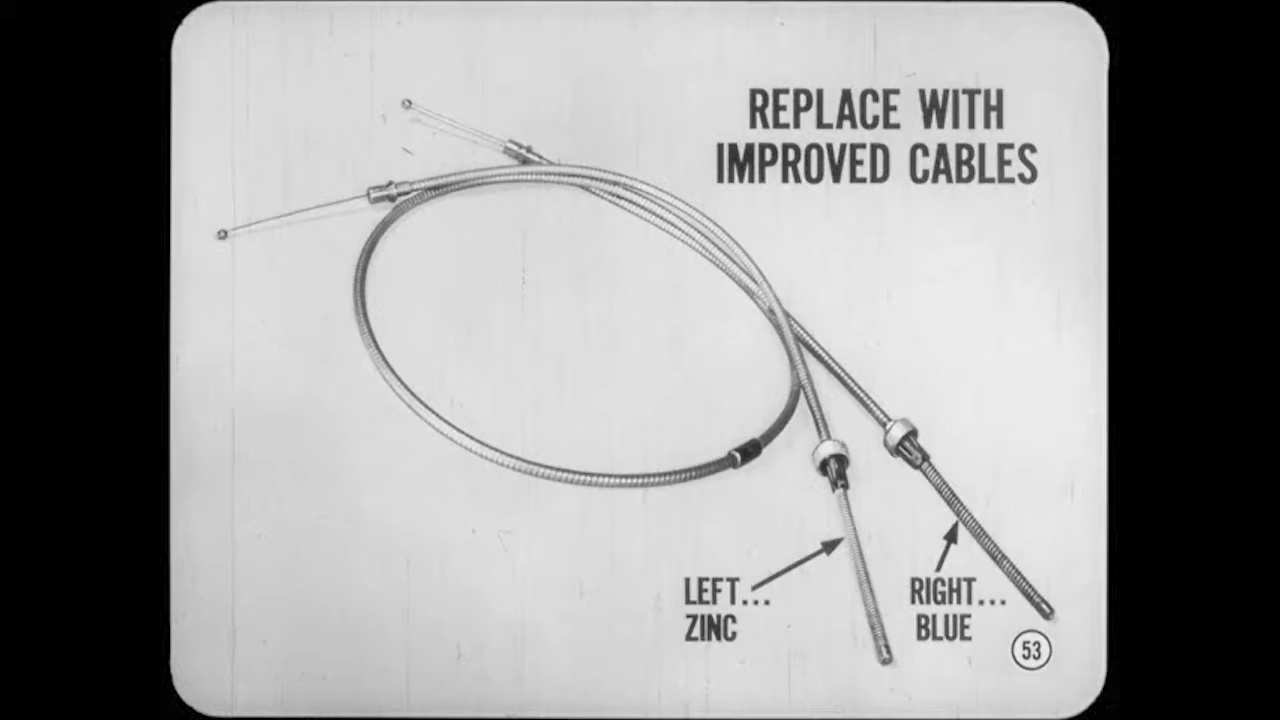 REPLACE WITH
IMPROVED CABLES
LEFT...
ZINC
RIGHT...
BLUE
53